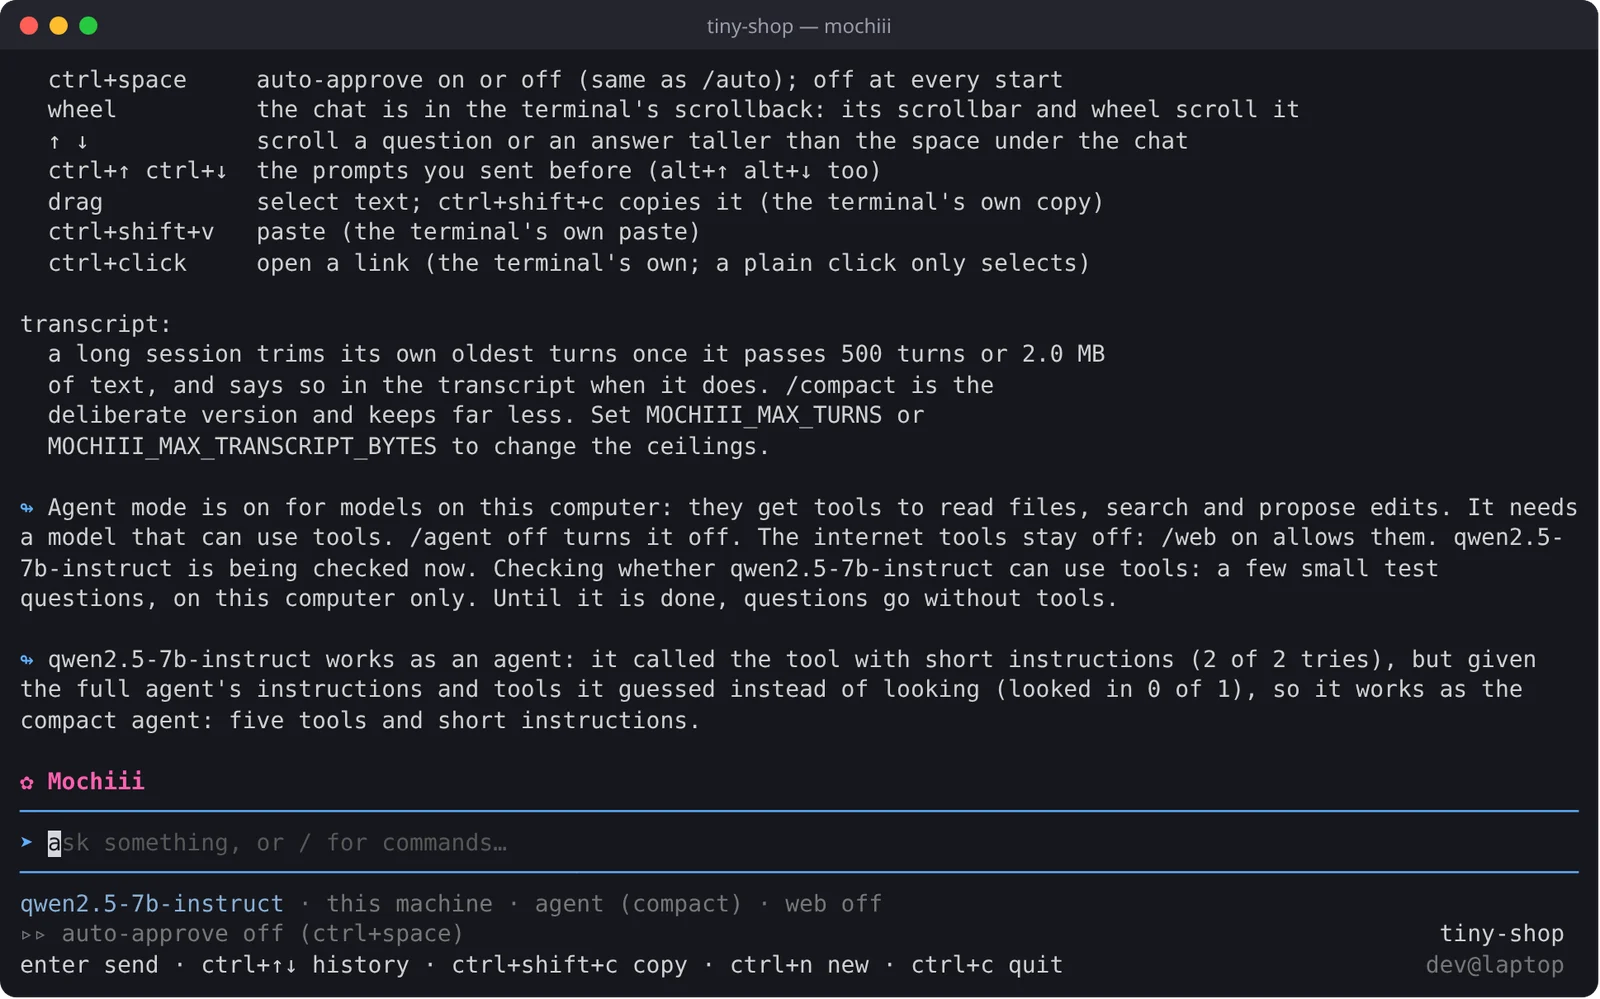 tiny-shop — mochiii
ctrl+space     auto-approve on or off (same as /auto); off at every start
wheel          the chat is in the terminal's scrollback: its scrollbar and wheel scroll it
↑ ↓            scroll a question or an answer taller than the space under the chat
ctrl+↑ ctrl+↓  the prompts you sent before (alt+↑ alt+↓ too)
drag           select text; ctrl+shift+c copies it (the terminal's own copy)
ctrl+shift+v   paste (the terminal's own paste)
ctrl+click     open a link (the terminal's own; a plain click only selects)
transcript:
a long session trims its own oldest turns once it passes 500 turns or 2.0 MB
of text, and says so in the transcript when it does. /compact is the
deliberate version and keeps far less. Set MOCHIII_MAX_TURNS or
MOCHIII_MAX_TRANSCRIPT_BYTES to change the ceilings.
↬ Agent mode is on for models on this computer: they get tools to read files, search and propose edits. It needs
a model that can use tools. /agent off turns it off. The internet tools stay off: /web on allows them. qwen2.5-
7b-instruct is being checked now. Checking whether qwen2.5-7b-instruct can use tools: a few small test
questions, on this computer only. Until it is done, questions go without tools.
↬ qwen2.5-7b-instruct works as an agent: it called the tool with short instructions (2 of 2 tries), but given
the full agent's instructions and tools it guessed instead of looking (looked in 0 of 1), so it works as the
compact agent: five tools and short instructions.
✿ Mochiii
➤ ask something, or / for commands…
qwen2.5-7b-instruct · this machine · agent (compact) · web off
▹▹ auto-approve off (ctrl+space)
tiny-shop
enter send · ctrl+↑↓ history · ctrl+shift+c copy · ctrl+n new · ctrl+c quit
dev@laptop